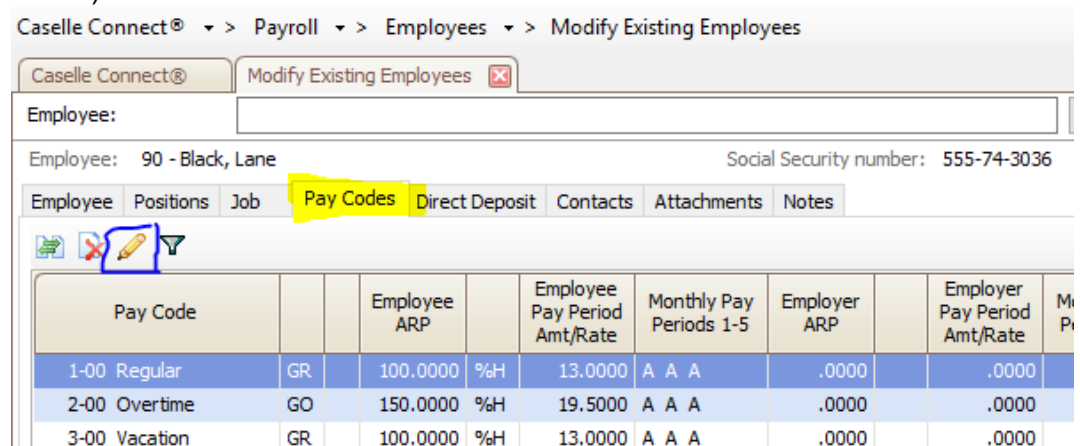 Caselle Connect® > Payroll > Employees > Modify Existing Employees
Caselle Connect® Modify Existing Employees
Employee:
Employee: 90 - Black, Lane Social Security number: 555-74-3036
Employee Positions Job Pay Codes Direct Deposit Contacts Attachments Notes
Pay Code Employee ARP Employee Pay Period Amt/Rate Monthly Pay Periods 1-5 Employer ARP Employer Pay Period Amt/Rate
1-00 Regular GR 100.0000 %H 13.0000 A A A .0000 .0000
2-00 Overtime GO 150.0000 %H 19.5000 A A A .0000 .0000
3-00 Vacation GR 100.0000 %H 13.0000 A A A .0000 .0000